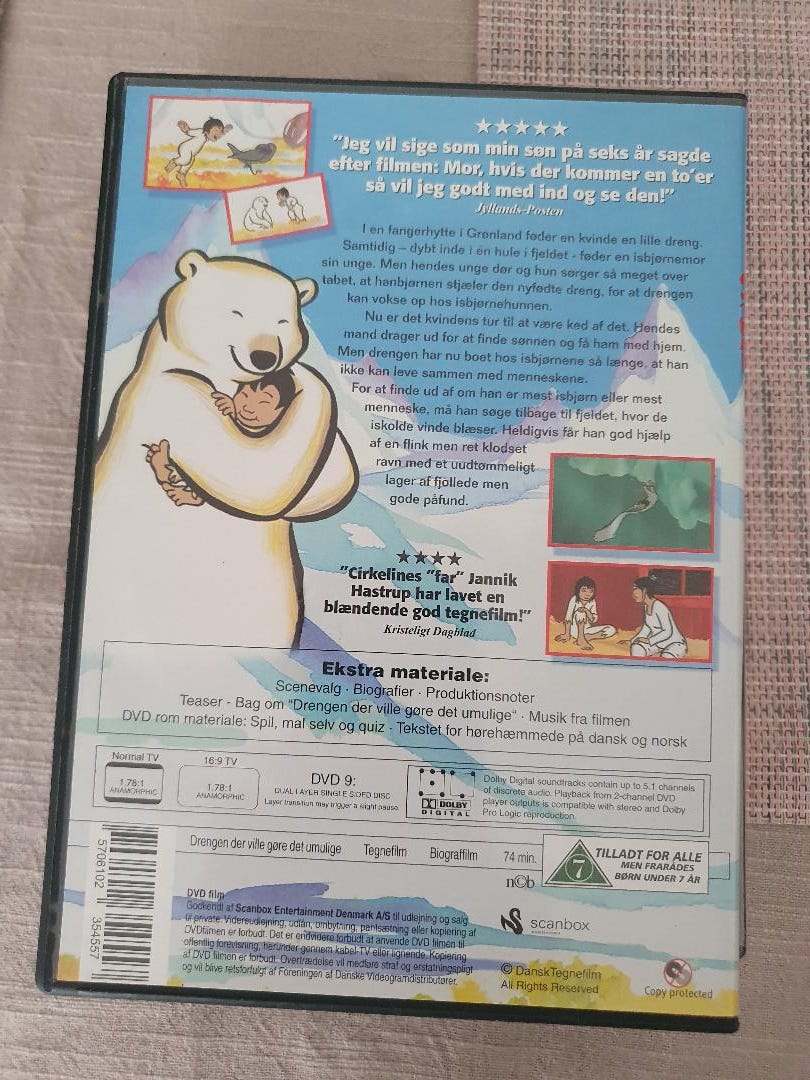 ★★★★★
"Jeg vil sige som min søn på seks år sagde
efter filmen: Mor, hvis der kommer en to'er
så vil jeg godt med ind og se den!"
Jyllands-Posten
I en fangerhytte i Grønland føder en kvinde en lille dreng.
Samtidig – dybt inde i en hule i fjeldet - føder en isbjørnemor
sin unge. Men hendes unge dør og hun sørger så meget over
tabet, at hanbjørnen stjæler den nyfødte dreng, for at drengen
kan vokse op hos isbjørnehunnen.
Nu er det kvindens tur til at være ked af det. Hendes
mand drager ud for at finde sønnen og få ham med hjem.
Men drengen har nu boet hos isbjørnene så længe, at han
ikke kan leve sammen med menneskene.
For at finde ud af om han er mest isbjørn eller mest
menneske, må han søge tilbage til fjeldet, hvor de
iskolde vinde blæser. Heldigvis får han god hjælp
af en flink men ret klodset
ravn med et uudtømmeligt
lager af fjollede men
gode påfund.
★★★★
"Cirkelines "far" Jannik
Hastrup har lavet en
blændende god tegnefilm!"
Kristeligt Dagblad
Ekstra materiale:
Scenevalg · Biografier · Produktionsnoter
Teaser - Bag om "Drengen der ville gøre det umulige" · Musik fra filmen
DVD rom materiale: Spil, mal selv og quiz · Tekstet for hørehæmmede på dansk og norsk
Normal TV
16:9 TV
1.78:1
ANAMORPHIC
1.78:1
ANAMORPHIC
DVD 9:
DUAL LAYER SINGLE SIDED DISC
Layer transition may trigger a slight pause.
DOLBY
DIGITAL
Dolby Digital soundtracks contain up to 5.1 channels
of discrete audio. Playback from 2-channel DVD
player outputs is compatible with stereo and Dolby
Pro Logic reproduction.
Drengen der ville gøre det umulige Tegnefilm Biograffilm 74 min.
n©b
7
TILLADT FOR ALLE
MEN FRARÅDES
BØRN UNDER 7 ÅR
5706102 354557
DVD film
Godkendt af Scanbox Entertainment Denmark A/S til udlejning og salg
til private. Videreudlejning, udlån, ombytning, pantsætning eller kopiering af
DVDfilmen er forbudt. Det er endvidere forbudt at anvende DVD filmen til
offentlig forevisning, herunder gennem kabel-TV eller lignende. Kopiering
af DVD filmen er forbudt. Overtrædelse vil medføre straf og erstatningspligt
og vil blive retsforfulgt af Foreningen af Danske Videogramdistributører.
scanbox
© DanskTegnefilm
All Rights Reserved
Copy protected